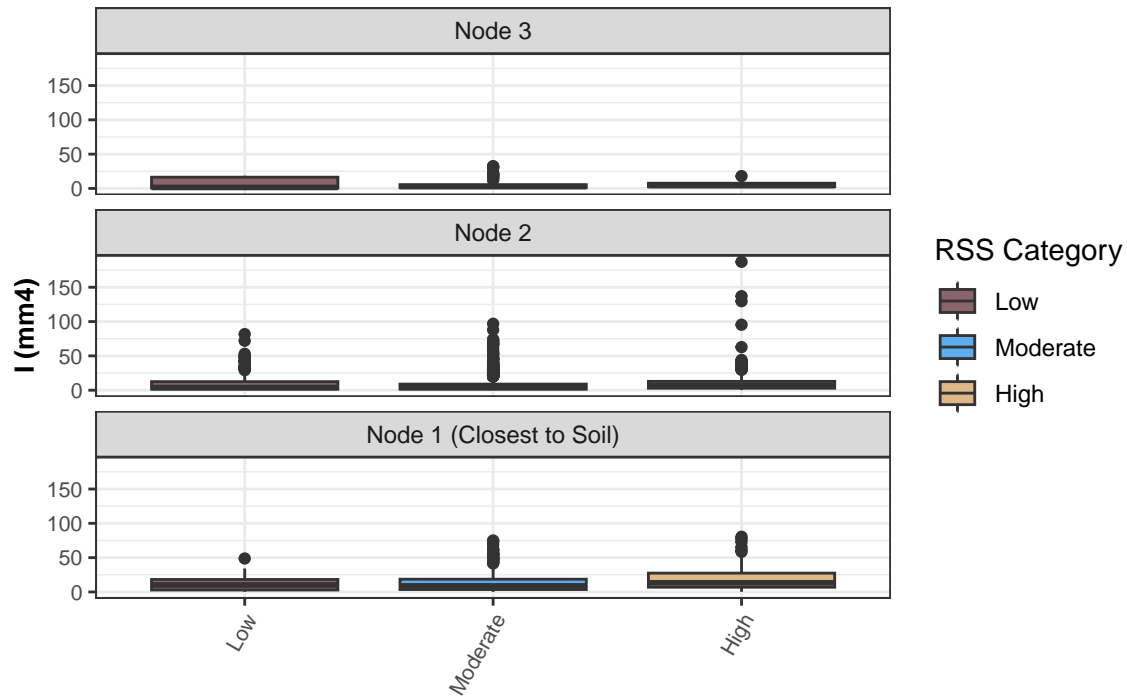 Node 3
150
100
50
0
Node 2
150
100
50
0
Node 1 (Closest to Soil)
150
100
50
0
I (mm4)
Low
Moderate
High
RSS Category
Low
Moderate
High